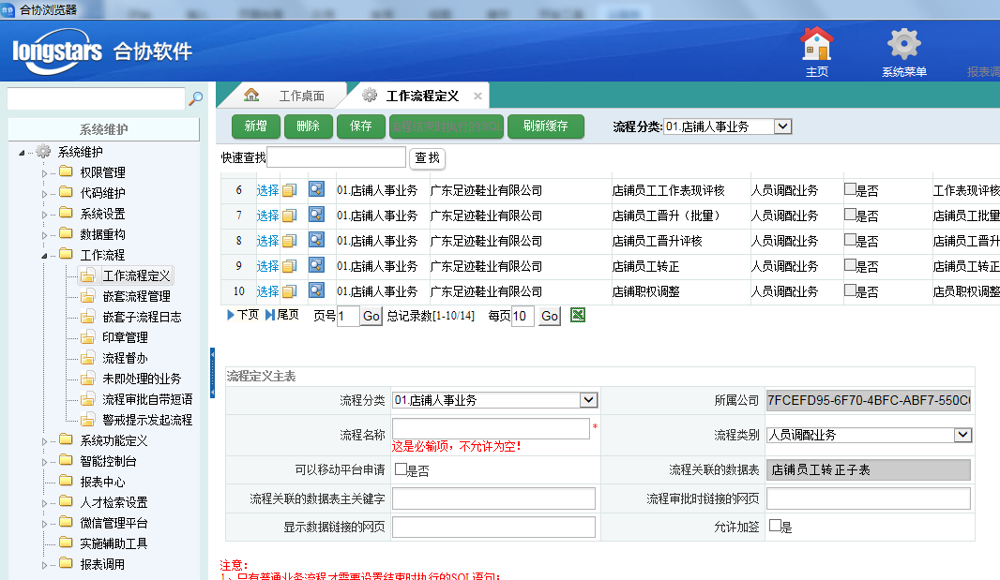 合协浏览器
longstars 合协软件
主页 系统菜单 报表调
系统维护
系统维护
权限管理
代码维护
系统设置
数据重构
工作流程
工作流程定义
嵌套流程管理
嵌套子流程日志
印章管理
流程督办
未即处理的业务
流程审批自带短语
警戒提示发起流程
系统功能定义
智能控制台
报表中心
人才检索设置
微信管理平台
实施辅助工具
报表调用
工作桌面 工作流程定义
新增 删除 保存 流程结束时执行的SQL 刷新缓存 流程分类: 01.店铺人事业务
快速查找 查找
6 选择 01.店铺人事业务 广东足迹鞋业有限公司 店铺员工工作表现评核 人员调配业务 是否 工作表现评核
7 选择 01.店铺人事业务 广东足迹鞋业有限公司 店铺员工晋升（批量） 人员调配业务 是否 店铺员工批量
8 选择 01.店铺人事业务 广东足迹鞋业有限公司 店铺员工晋升评核 人员调配业务 是否 店铺员工晋升
9 选择 01.店铺人事业务 广东足迹鞋业有限公司 店铺员工转正 人员调配业务 是否 店铺员工转正
10 选择 01.店铺人事业务 广东足迹鞋业有限公司 店铺职权调整 人员调配业务 是否 店员职权调整
下页 尾页 页号 1 Go 总记录数[1-10/14] 每页 10 Go
流程定义主表
流程分类 01.店铺人事业务 所属公司 7FCEFD95-6F70-4BFC-ABF7-550C
流程名称 * 流程类别 人员调配业务
这是必输项，不允许为空!
可以移动平台申请 是否 流程关联的数据表 店铺员工转正子表
流程关联的数据表主关键字 流程审批时链接的网页
显示数据链接的网页 允许加签 是
注意：
1、只有普通业务流程才需要设置结束时执行的SQL语句;